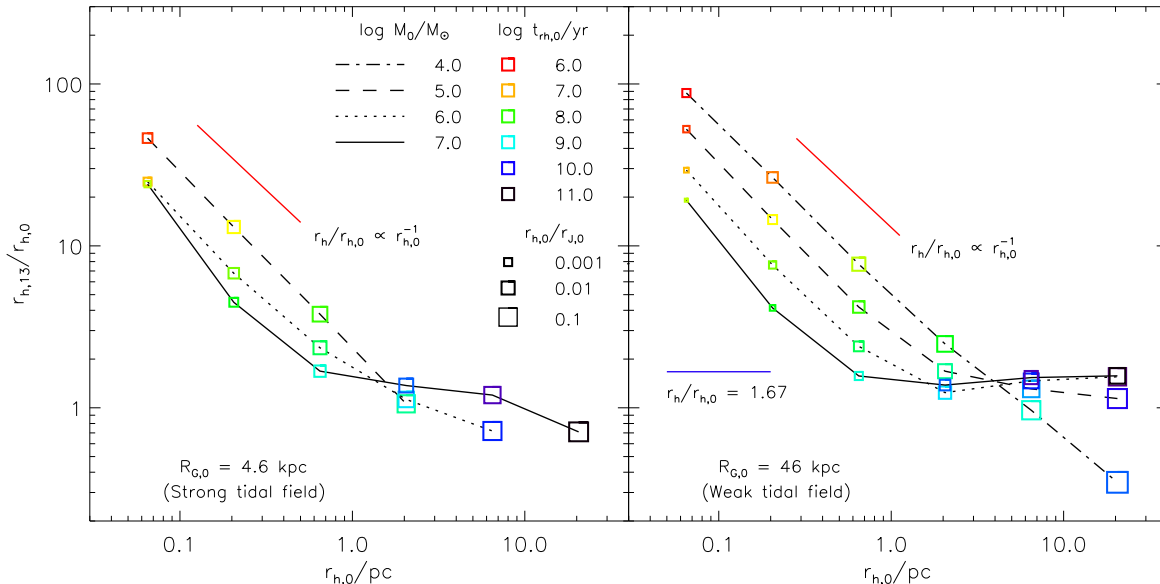 log M₀/M☉ log t_rh,0/yr
4.0 6.0
5.0 7.0
6.0 8.0
7.0 9.0
10.0
11.0
r_h,0/r_J,0
0.001
0.01
0.1
r_h/r_h,0 ∝ r_h,0⁻¹
R_G,0 = 4.6 kpc
(Strong tidal field)
100
10
1
r_h,13/r_h,0
0.1 1.0 10.0
r_h,0/pc
r_h/r_h,0 ∝ r_h,0⁻¹
r_h/r_h,0 = 1.67
R_G,0 = 46 kpc
(Weak tidal field)
0.1 1.0 10.0
r_h,0/pc